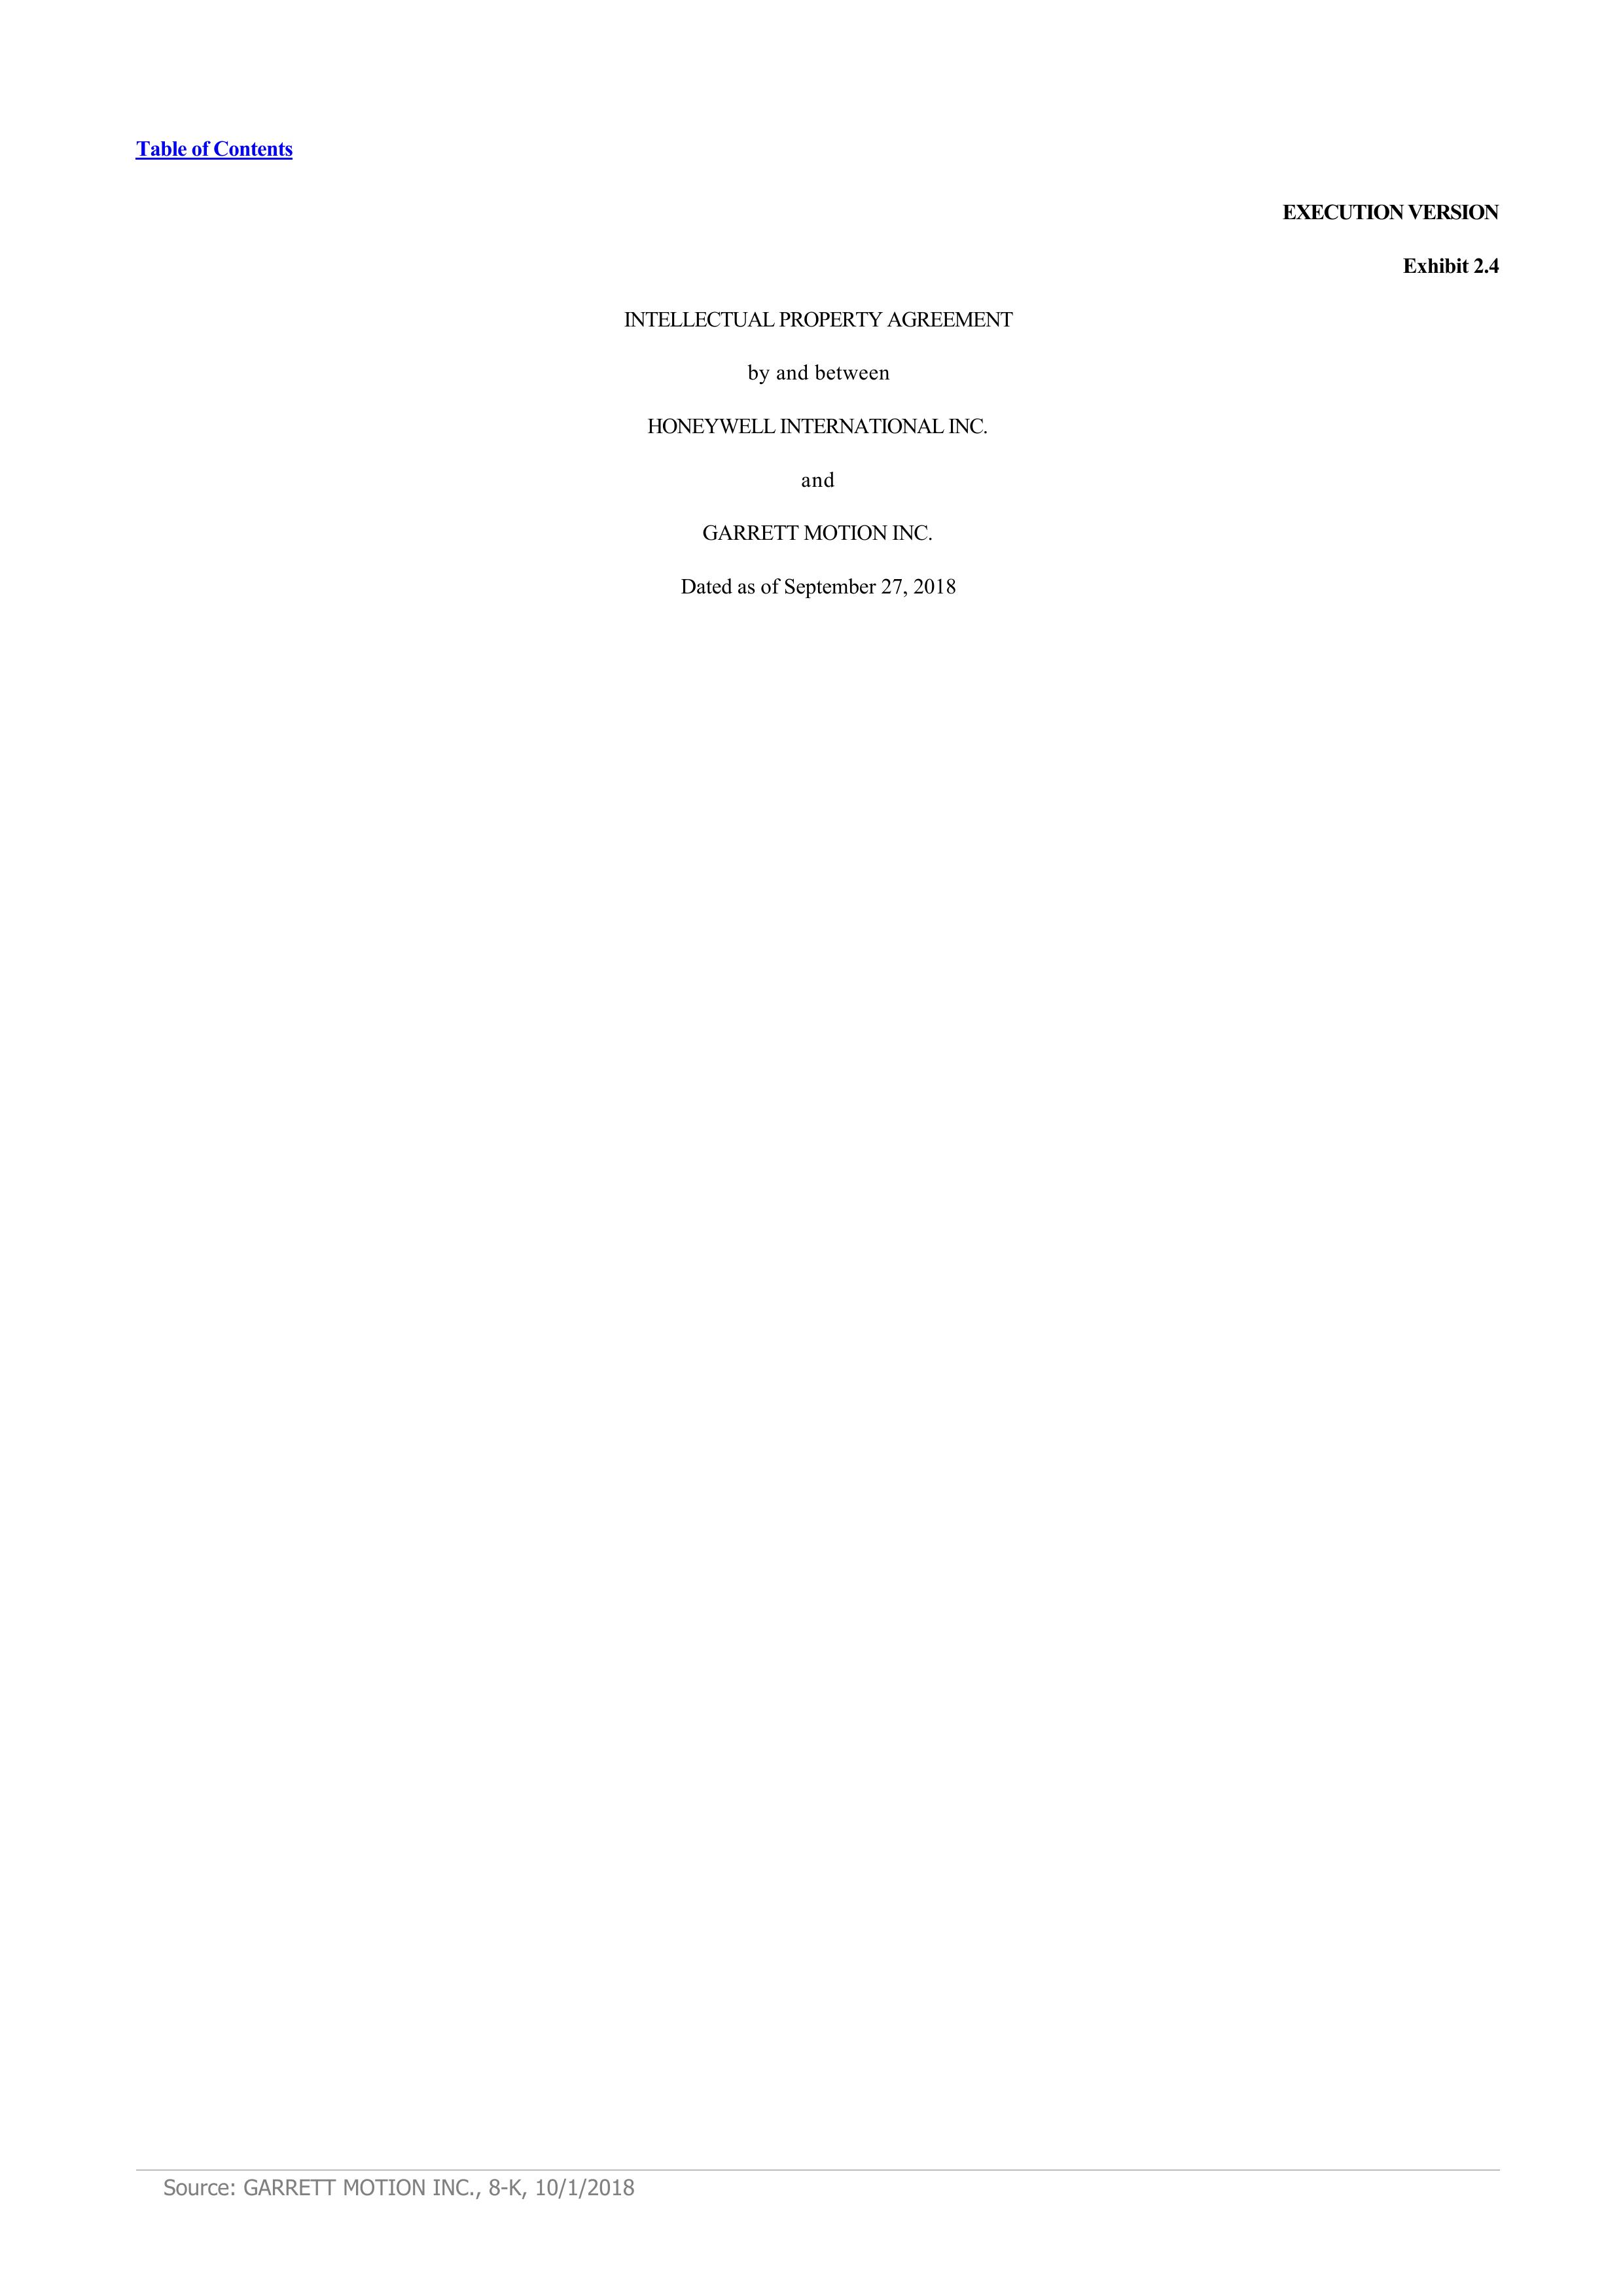 Table of Contents
EXECUTION VERSION
Exhibit 2.4
INTELLECTUAL PROPERTY AGREEMENT
by and between
HONEYWELL INTERNATIONAL INC.
and
GARRETT MOTION INC.
Dated as of September 27, 2018
Source: GARRETT MOTION INC., 8-K, 10/1/2018